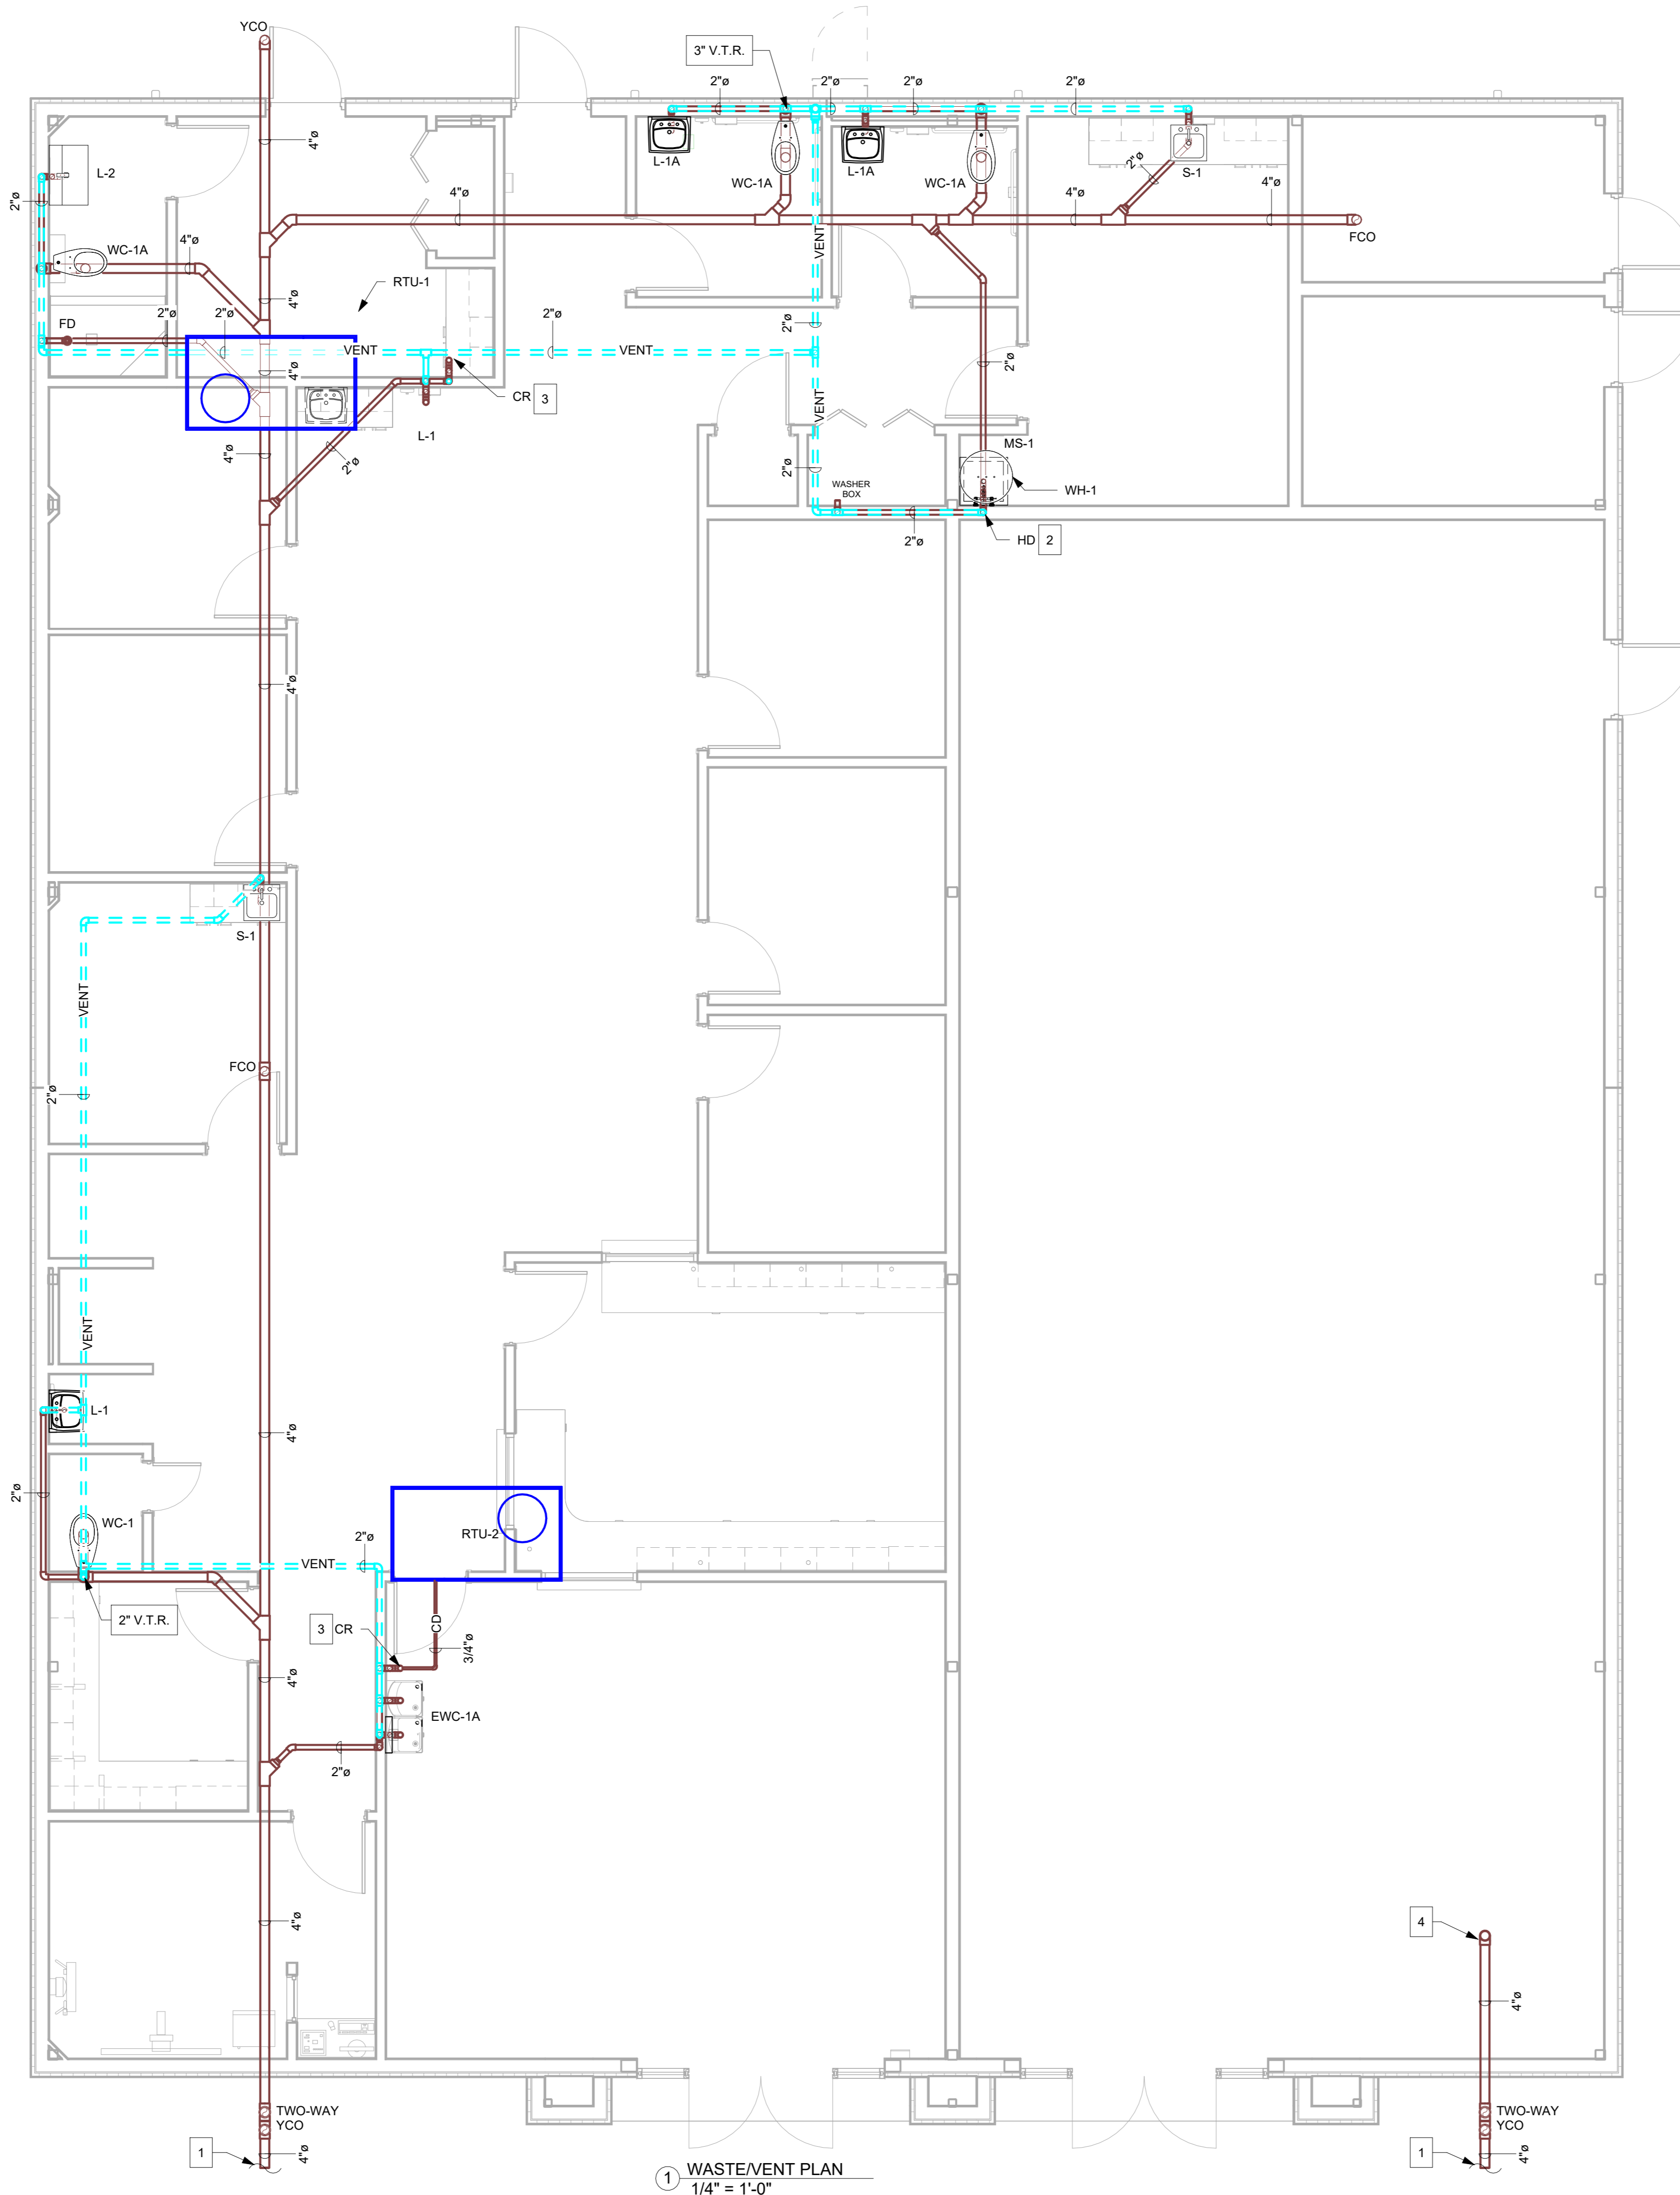 YCO
3" V.T.R.
2"ø
2"ø
2"ø
2"ø
4"ø
L-2
L-1A
WC-1A
L-1A
WC-1A
2"ø
S-1
2"ø
4"ø
4"ø
4"ø
FCO
WC-1A
4"ø
VENT
RTU-1
4"ø
FD
2"ø
2"ø
2"ø
2"ø
VENT
VENT
4"ø
2"ø
CR
3
VENT
L-1
4"ø
2"ø
MS-1
2"ø
WASHER
BOX
WH-1
2"ø
HD
2
4"ø
S-1
VENT
FCO
2"ø
VENT
L-1
4"ø
2"ø
WC-1
RTU-2
2"ø
VENT
2" V.T.R.
3
CR
CD
3/4"ø
4"ø
EWC-1A
2"ø
4"ø
4
4"ø
TWO-WAY
YCO
TWO-WAY
YCO
1
4"ø
1
4"ø
1
WASTE/VENT PLAN
1/4" = 1'-0"